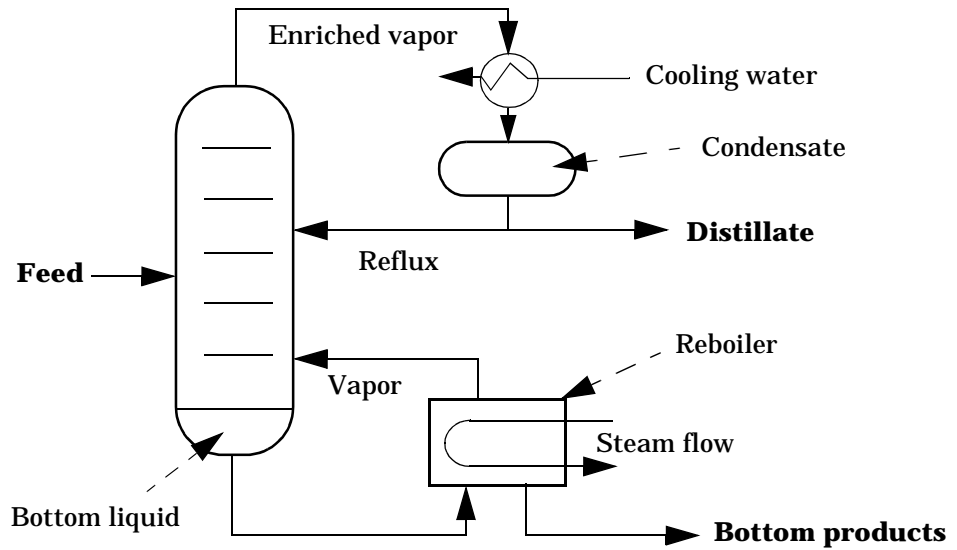 Enriched vapor
Cooling water
Condensate
Distillate
Reflux
Feed
Reboiler
Vapor
Steam flow
Bottom liquid
Bottom products